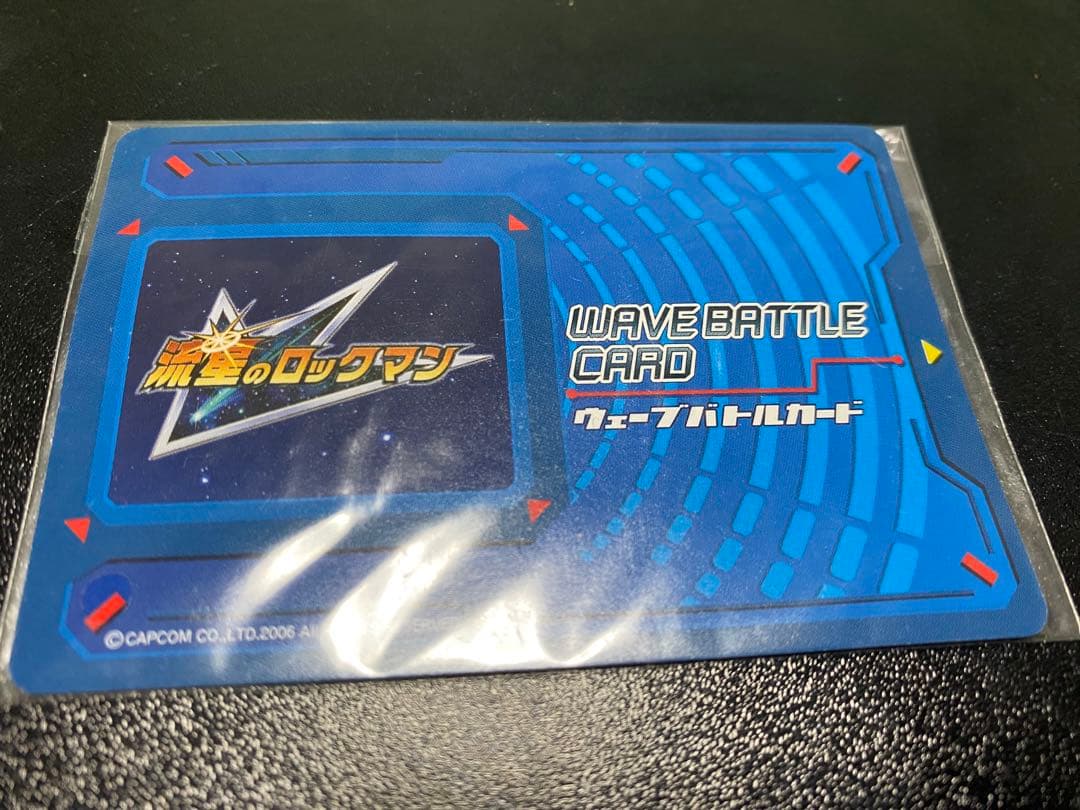 流星のロックマン
WAVE BATTLE
CARD
ウェーブバトルカード
©CAPCOM CO.,LTD.2006